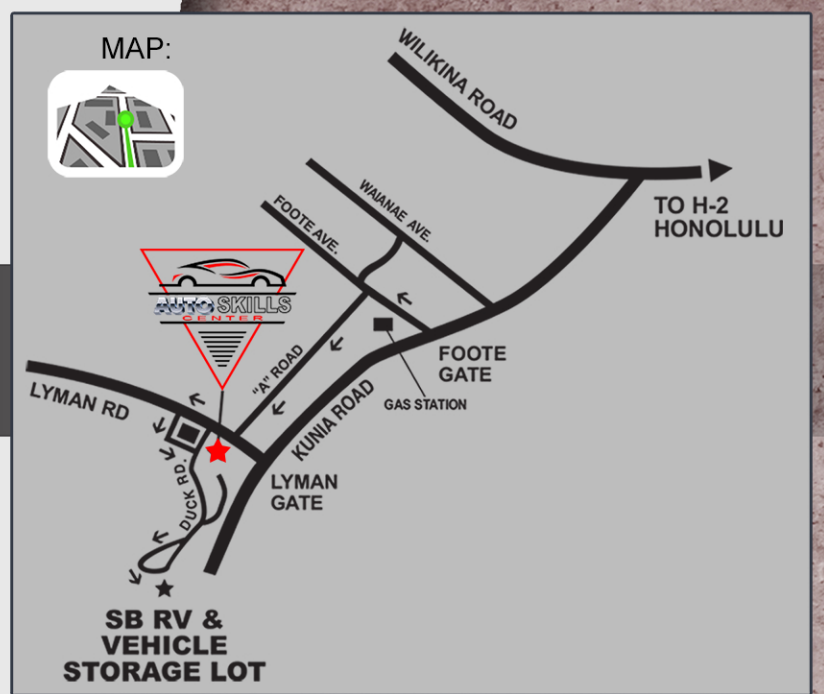 MAP:
WILIKINA ROAD
TO H-2
HONOLULU
WAIANAE AVE.
FOOTE AVE.
AUTO SKILLS
CENTER
FOOTE
GATE
"A" ROAD
GAS STATION
KUNIA ROAD
LYMAN RD
LYMAN
GATE
DUCK RD.
SB RV &
VEHICLE
STORAGE LOT